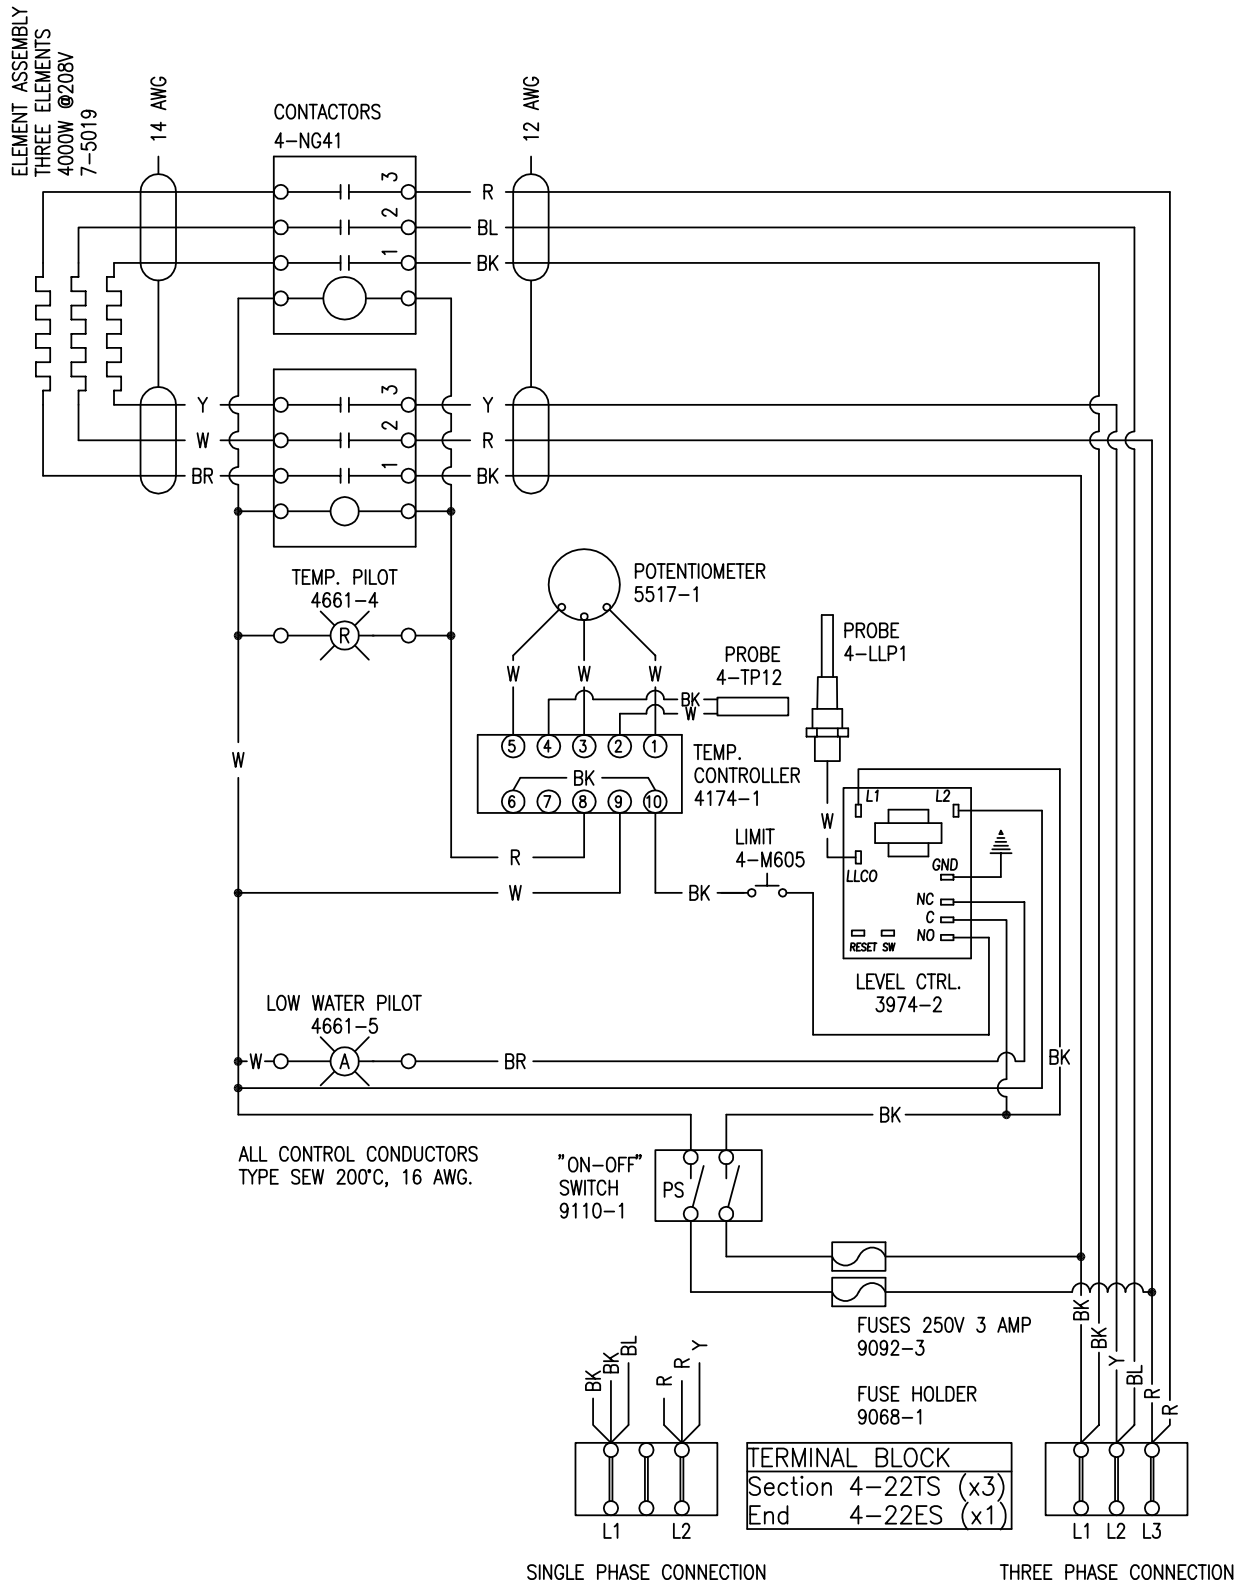 ELEMENT ASSEMBLY
THREE ELEMENTS
4000W @208V
7-5019
14 AWG
CONTACTORS
4-NG41
12 AWG
3
R
2
BL
1
BK
Y
3
Y
W
2
R
BR
1
BK
TEMP. PILOT
4661-4
R
POTENTIOMETER
5517-1
W
W
W
PROBE
4-TP12
BK
W
PROBE
4-LLP1
5
4
3
2
1
BK
6
7
8
9
10
TEMP.
CONTROLLER
4174-1
W
R
W
BK
LIMIT
4-M605
W
L1
L2
LLCO
GND
NC
C
NO
RESET SW
LEVEL CTRL.
3974-2
LOW WATER PILOT
4661-5
W
A
BR
BK
BK
ALL CONTROL CONDUCTORS
TYPE SEW 200°C, 16 AWG.
"ON-OFF"
SWITCH
9110-1
PS
FUSES 250V 3 AMP
9092-3
FUSE HOLDER
9068-1
BK
BK
BL
R
R
Y
BK
BK
Y
BL
R
R
TERMINAL BLOCK
Section 4-22TS (x3)
End 4-22ES (x1)
L1
L2
L1
L2
L3
SINGLE PHASE CONNECTION
THREE PHASE CONNECTION